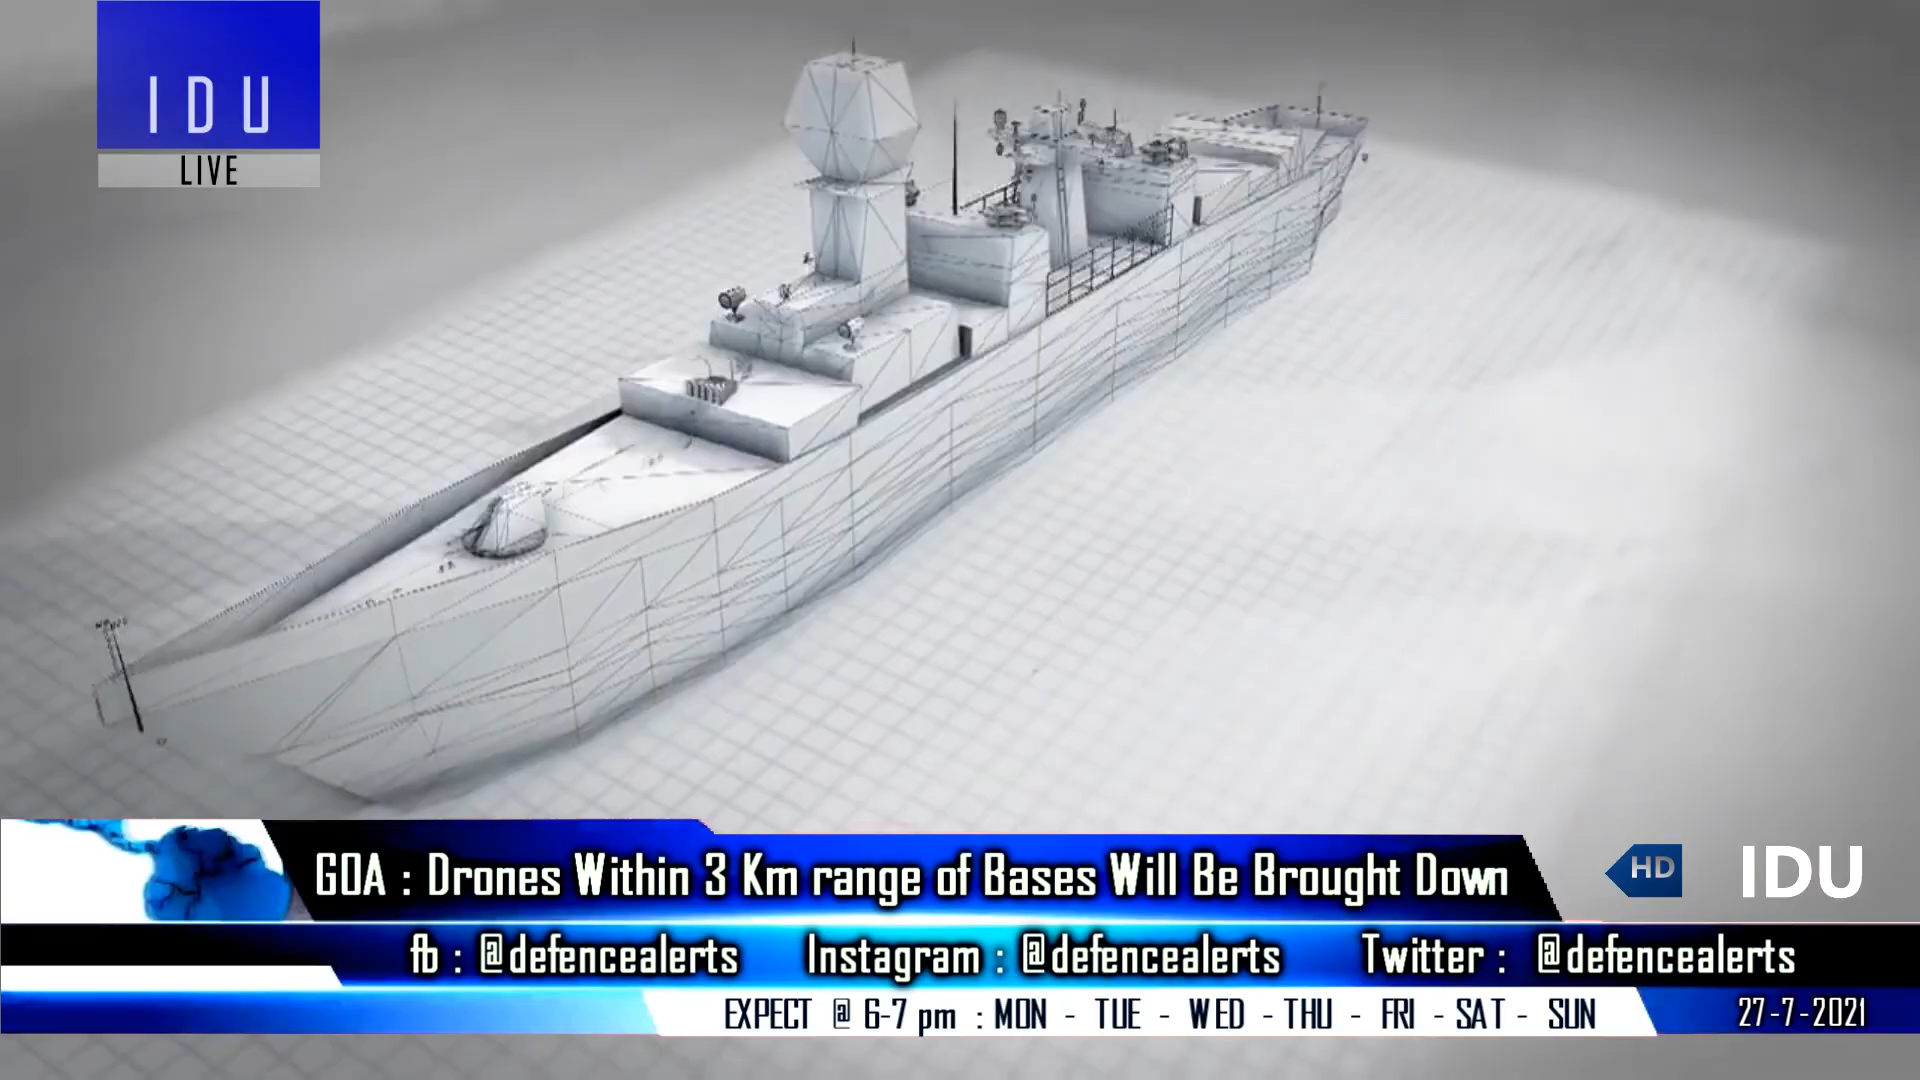 IDU
LIVE
GOA : Drones Within 3 Km range of Bases Will Be Brought Down
HD IDU
fb : @defencealerts Instagram : @defencealerts Twitter : @defencealerts
EXPECT @ 6-7 pm : MON - TUE - WED - THU - FRI - SAT - SUN
27-7-2021